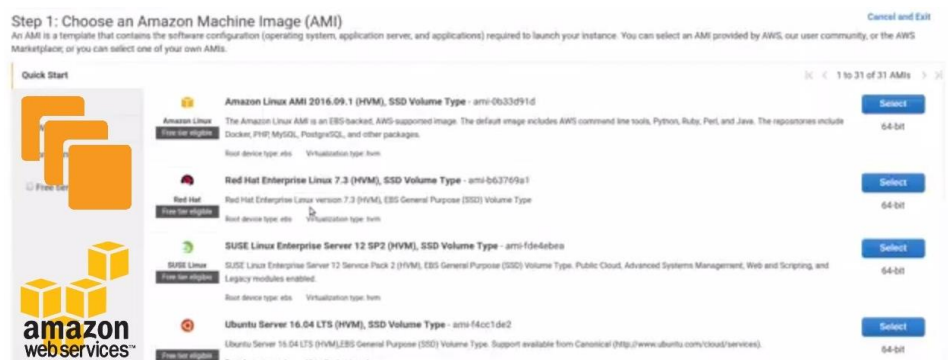 Step 1: Choose an Amazon Machine Image (AMI)
Cancel and Exit
An AMI is a template that contains the software configuration (operating system, application server, and applications) required to launch your instance. You can select an AMI provided by AWS, our user community, or the AWS
Marketplace; or you can select one of your own AMIs.
Quick Start
1 to 31 of 31 AMIs
Amazon Linux AMI 2016.09.1 (HVM), SSD Volume Type - ami-0b33d91d
Select
Amazon Linux
The Amazon Linux AMI is an EBS-backed, AWS-supported image. The default image includes AWS command line tools, Python, Ruby, Perl, and Java. The repositories include
64-bit
Free tier eligible
Docker, PHP, MySQL, PostgreSQL, and other packages.
Root device type: ebs Virtualization type: hvm
Red Hat Enterprise Linux 7.3 (HVM), SSD Volume Type - ami-b63769a1
Select
Free tier
Red Hat
Red Hat Enterprise Linux version 7.3 (HVM), EBS General Purpose (SSD) Volume Type
64-bit
Free tier eligible
Root device type: ebs Virtualization type: hvm
SUSE Linux Enterprise Server 12 SP2 (HVM), SSD Volume Type - ami-fde4ebea
Select
SUSE Linux
SUSE Linux Enterprise Server 12 Service Pack 2 (HVM), EBS General Purpose (SSD) Volume Type. Public Cloud, Advanced Systems Management, Web and Scripting, and
64-bit
Free tier eligible
Legacy modules enabled.
Root device type: ebs Virtualization type: hvm
Ubuntu Server 16.04 LTS (HVM), SSD Volume Type - ami-f4cc1de2
Select
Ubuntu Server 16.04 LTS (HVM),EBS General Purpose (SSD) Volume Type. Support available from Canonical (http://www.ubuntu.com/cloud/services).
64-bit
Free tier eligible
amazon
webservices™